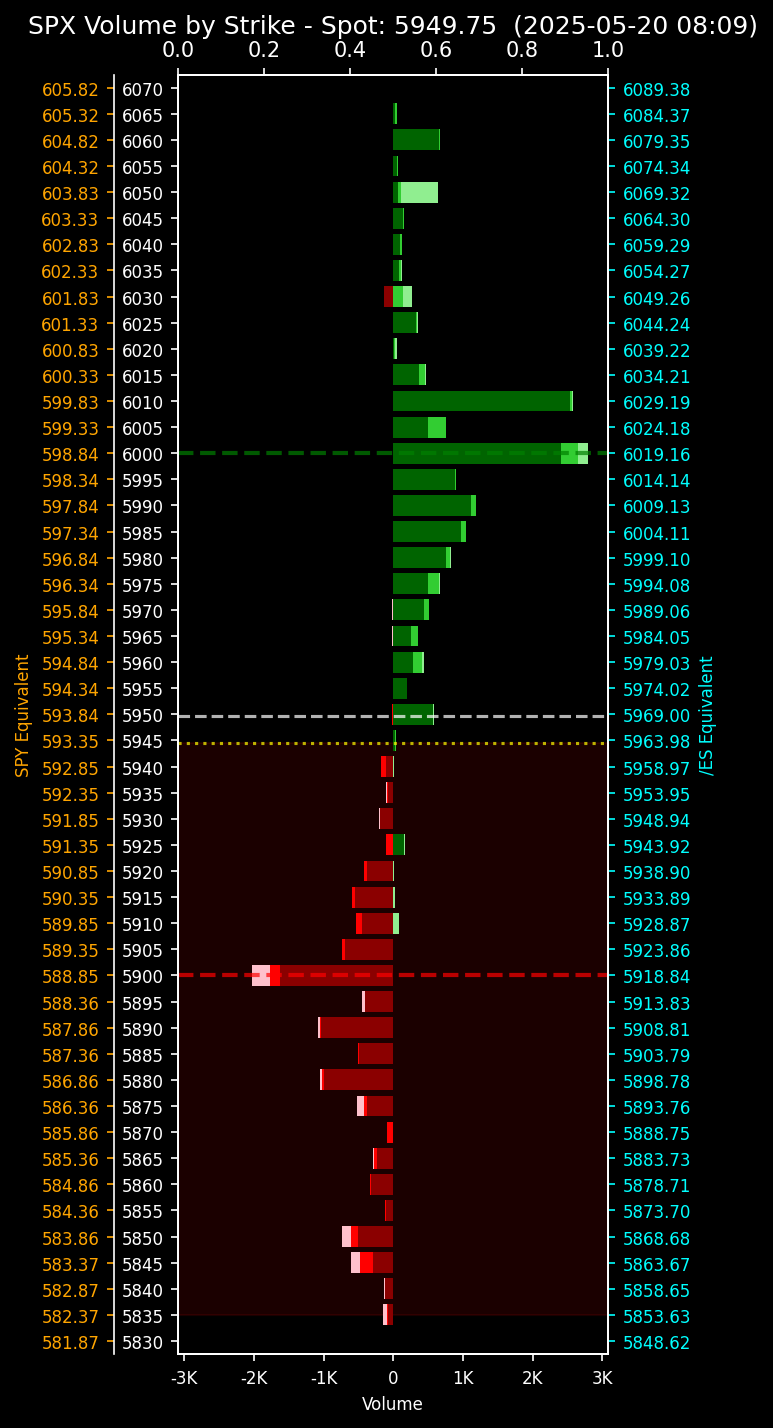 SPX Volume by Strike - Spot: 5949.75 (2025-05-20 08:09)
0.0 0.2 0.4 0.6 0.8 1.0
605.82 6070 6089.38
605.32 6065 6084.37
604.82 6060 6079.35
604.32 6055 6074.34
603.83 6050 6069.32
603.33 6045 6064.30
602.83 6040 6059.29
602.33 6035 6054.27
601.83 6030 6049.26
601.33 6025 6044.24
600.83 6020 6039.22
600.33 6015 6034.21
599.83 6010 6029.19
599.33 6005 6024.18
598.84 6000 6019.16
598.34 5995 6014.14
597.84 5990 6009.13
597.34 5985 6004.11
596.84 5980 5999.10
596.34 5975 5994.08
595.84 5970 5989.06
595.34 5965 5984.05
594.84 5960 5979.03
594.34 5955 5974.02
593.84 5950 5969.00
593.35 5945 5963.98
592.85 5940 5958.97
592.35 5935 5953.95
591.85 5930 5948.94
591.35 5925 5943.92
590.85 5920 5938.90
590.35 5915 5933.89
589.85 5910 5928.87
589.35 5905 5923.86
588.85 5900 5918.84
588.36 5895 5913.83
587.86 5890 5908.81
587.36 5885 5903.79
586.86 5880 5898.78
586.36 5875 5893.76
585.86 5870 5888.75
585.36 5865 5883.73
584.86 5860 5878.71
584.36 5855 5873.70
583.86 5850 5868.68
583.37 5845 5863.67
582.87 5840 5858.65
582.37 5835 5853.63
581.87 5830 5848.62
SPY Equivalent
/ES Equivalent
-3K -2K -1K 0 1K 2K 3K
Volume